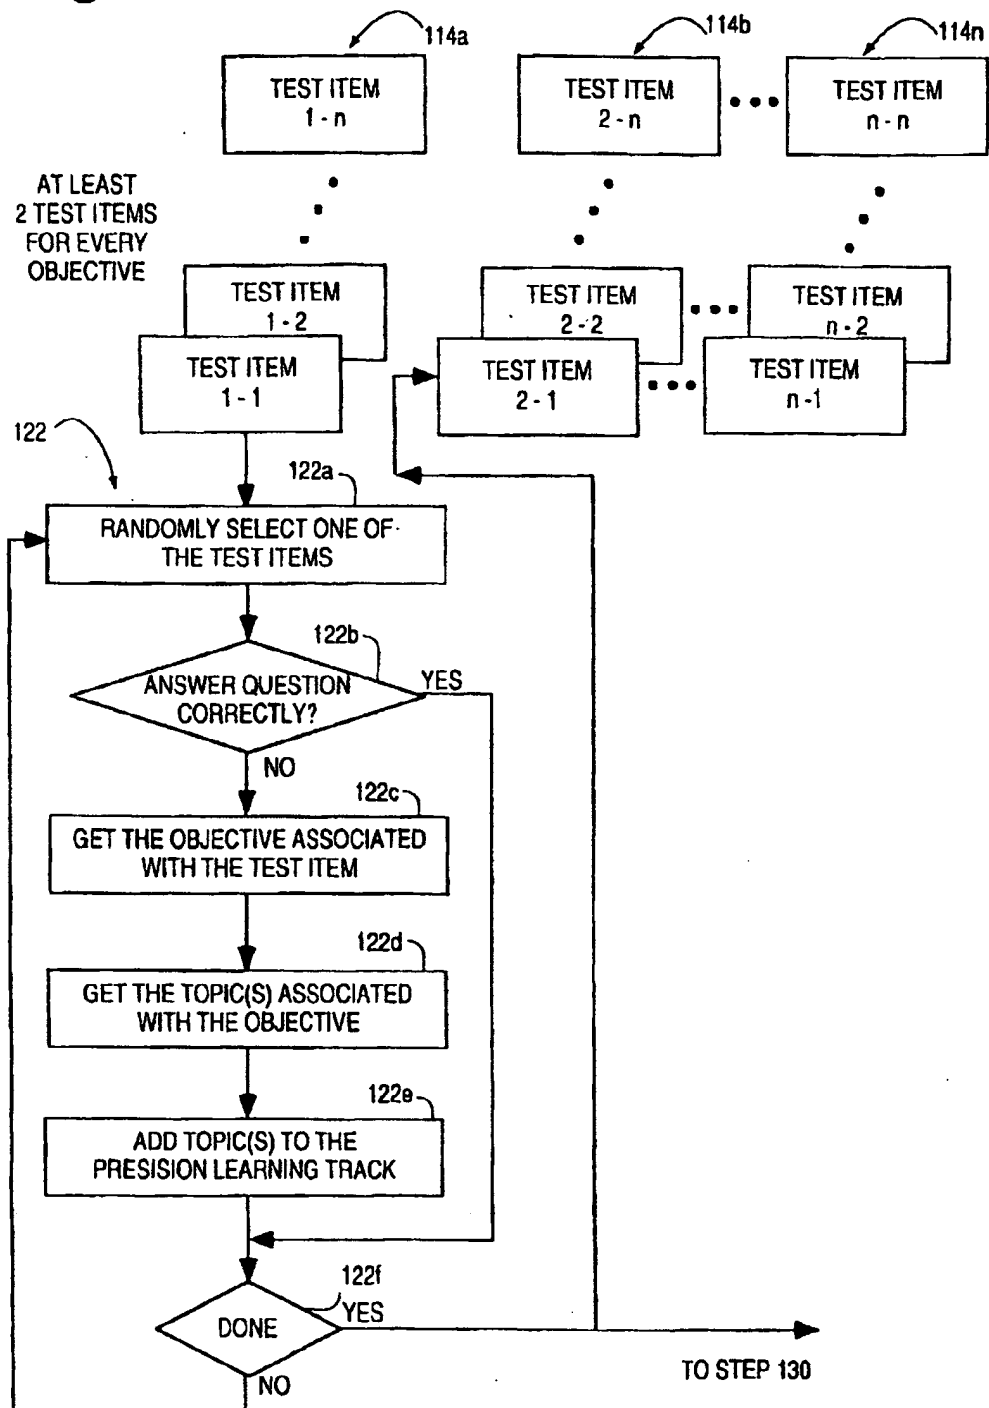 114a
114b
114n
TEST ITEM
1 - n
TEST ITEM
2 - n
TEST ITEM
n - n
AT LEAST
2 TEST ITEMS
FOR EVERY
OBJECTIVE
TEST ITEM
1 - 2
TEST ITEM
2 - 2
TEST ITEM
n - 2
TEST ITEM
1 - 1
TEST ITEM
2 - 1
TEST ITEM
n - 1
122
122a
RANDOMLY SELECT ONE OF
THE TEST ITEMS
122b
ANSWER QUESTION
CORRECTLY?
YES
NO
122c
GET THE OBJECTIVE ASSOCIATED
WITH THE TEST ITEM
122d
GET THE TOPIC(S) ASSOCIATED
WITH THE OBJECTIVE
122e
ADD TOPIC(S) TO THE
PRESISION LEARNING TRACK
122f
DONE
YES
NO
TO STEP 130